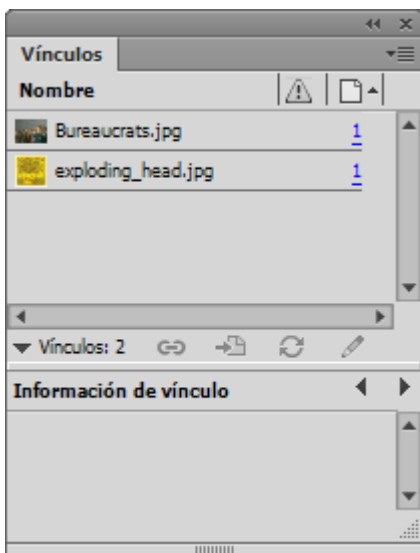 Vínculos
Nombre
Bureaucrats.jpg 1
exploding_head.jpg 1
Vínculos: 2
Información de vínculo